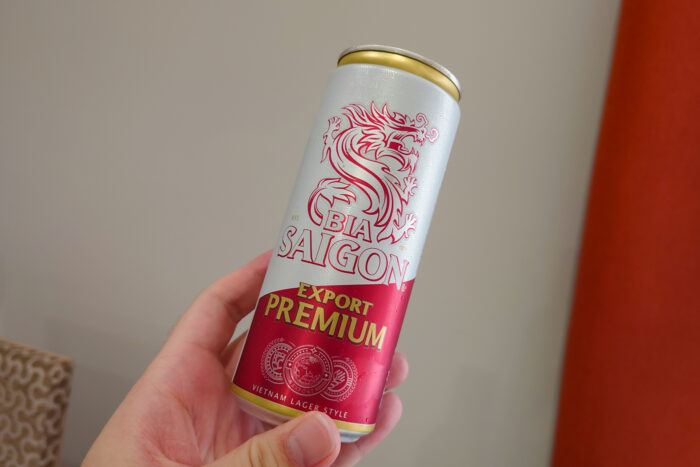 BIA
SAIGON
EXPORT
PREMIUM
VIETNAM LAGER STYLE